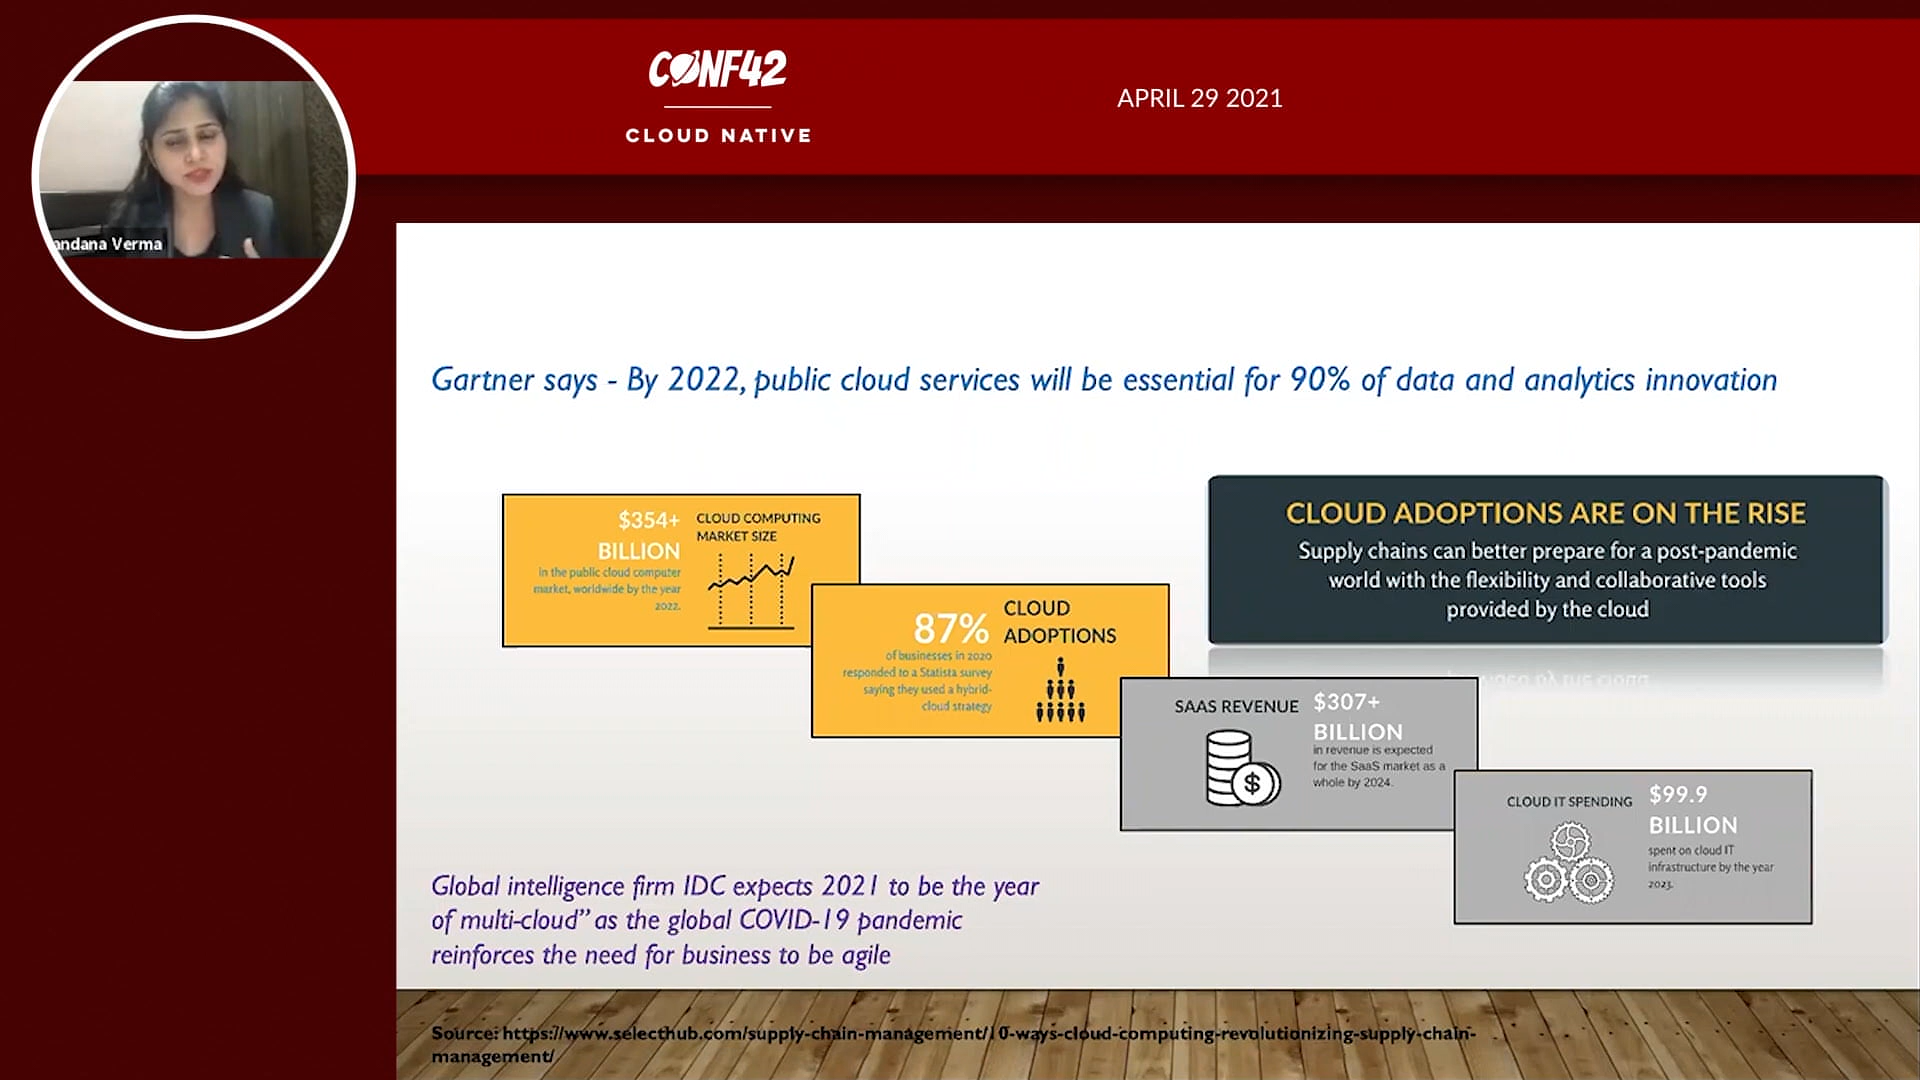 CONF42
CLOUD NATIVE
APRIL 29 2021
andana Verma
Gartner says - By 2022, public cloud services will be essential for 90% of data and analytics innovation
$354+
BILLION
in the public cloud computer
market, worldwide by the year
2022.
CLOUD COMPUTING
MARKET SIZE
87%
of businesses in 2020
responded to a Statista survey
saying they used a hybrid-
cloud strategy
CLOUD
ADOPTIONS
CLOUD ADOPTIONS ARE ON THE RISE
Supply chains can better prepare for a post-pandemic
world with the flexibility and collaborative tools
provided by the cloud
SAAS REVENUE
$307+
BILLION
in revenue is expected
for the SaaS market as a
whole by 2024.
CLOUD IT SPENDING
$99.9
BILLION
spent on cloud IT
infrastructure by the year
2023.
Global intelligence firm IDC expects 2021 to be the year
of multi-cloud” as the global COVID-19 pandemic
reinforces the need for business to be agile
Source: https://www.selecthub.com/supply-chain-management/10-ways-cloud-computing-revolutionizing-supply-chain-
management/